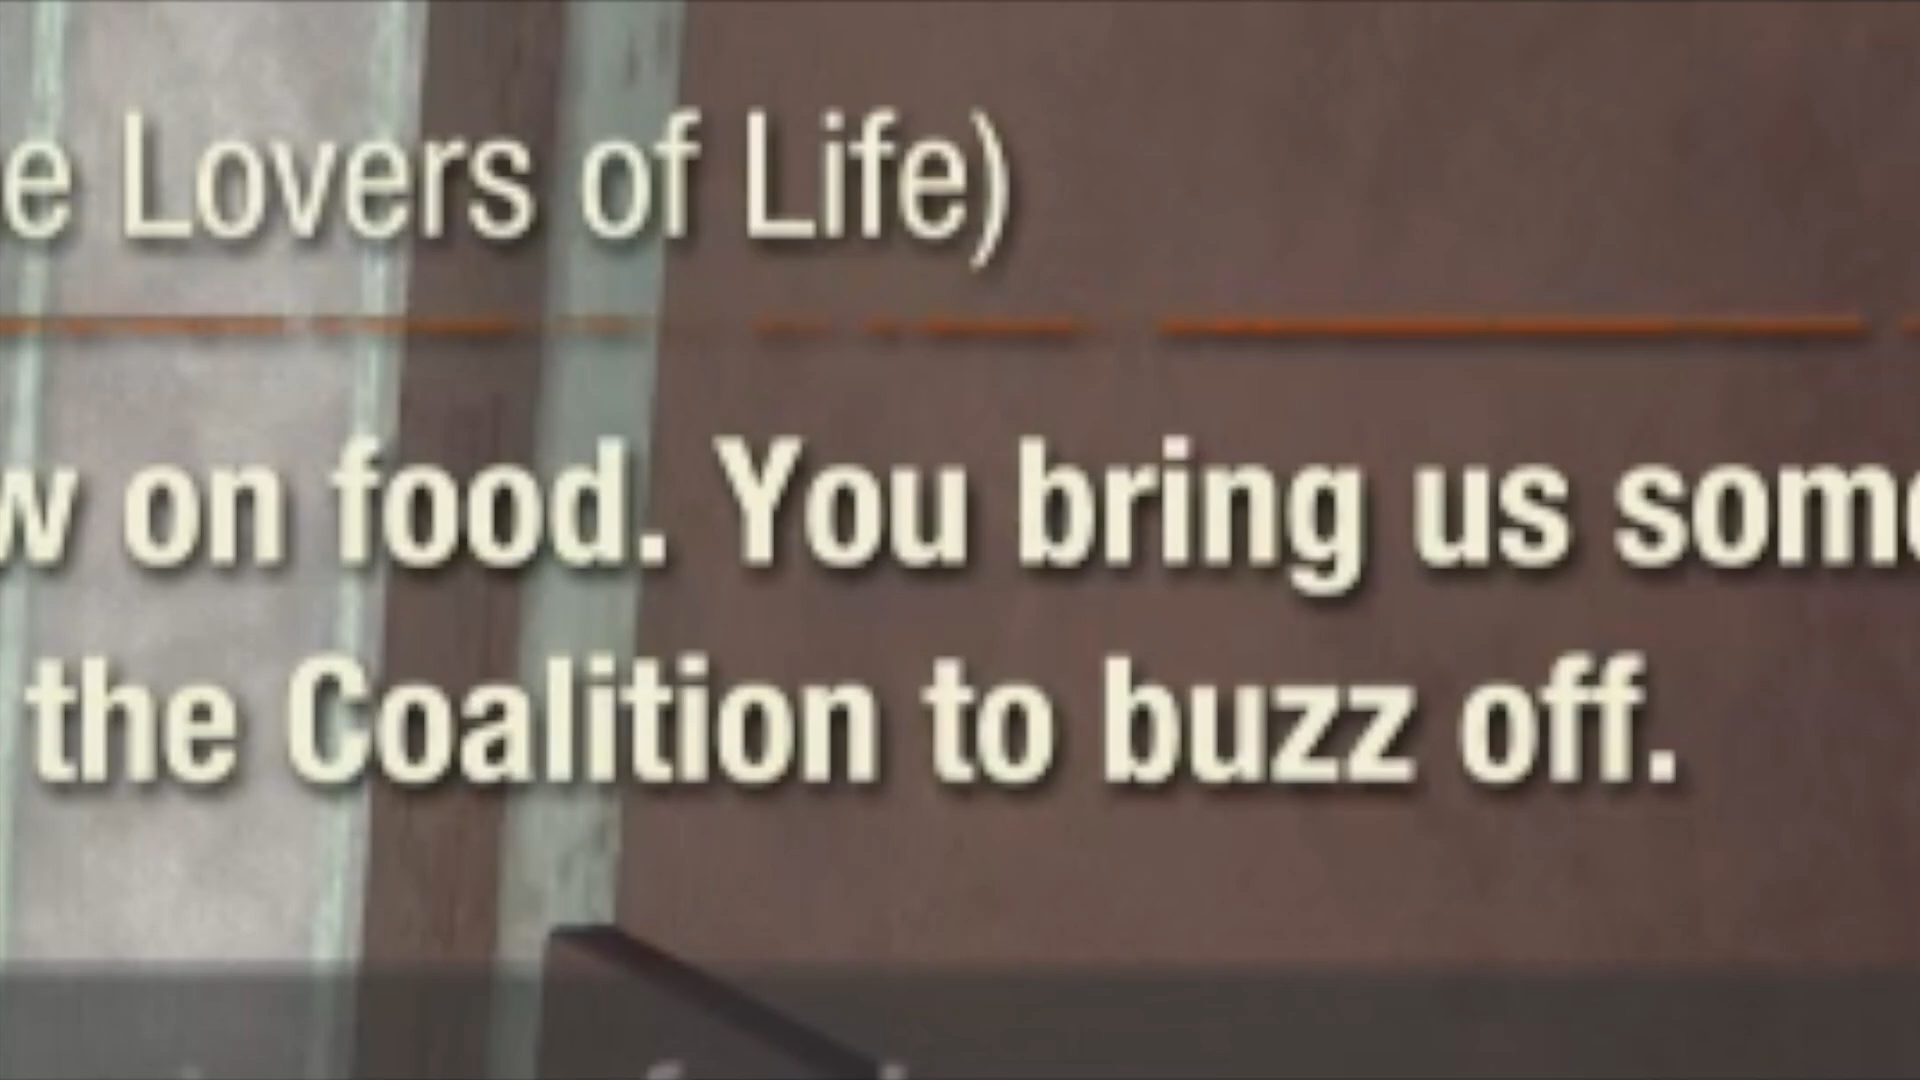 e Lovers of Life)
w on food. You bring us some
the Coalition to buzz off.